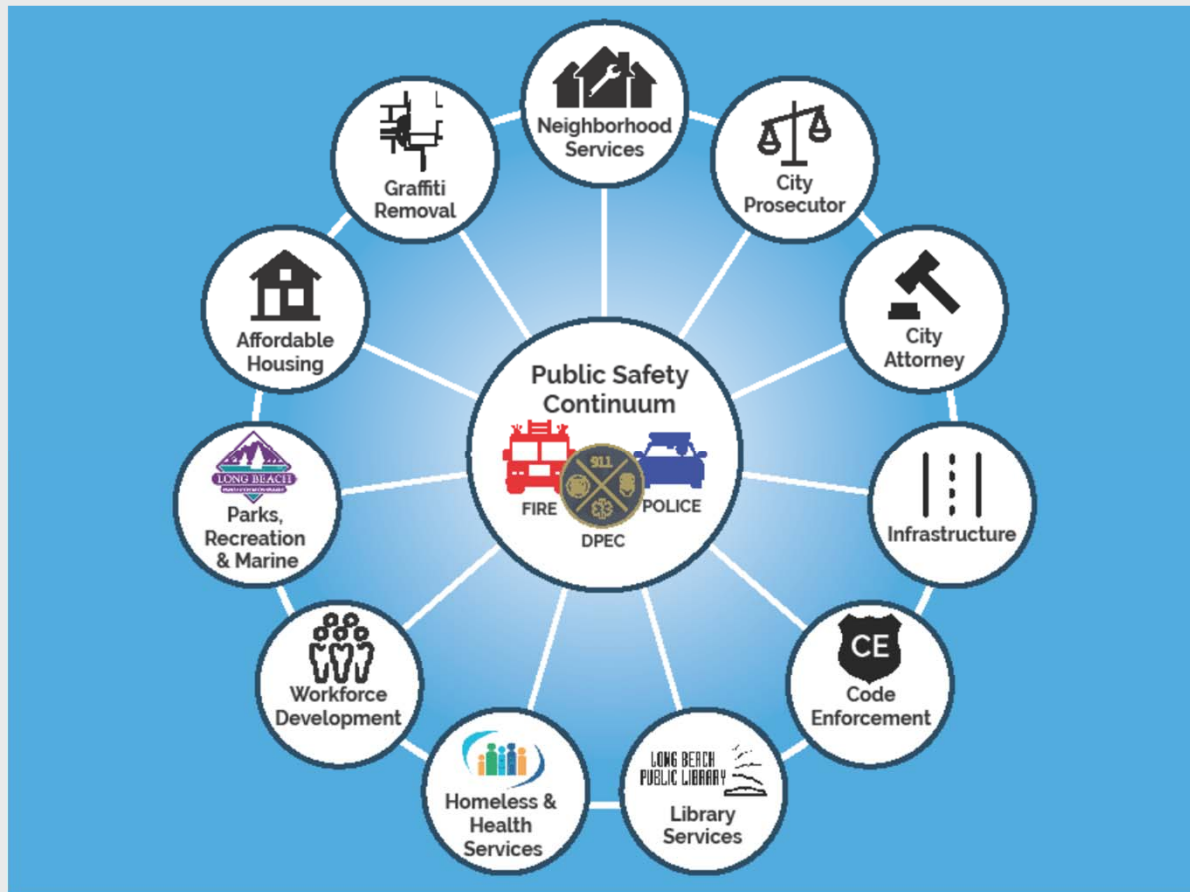 Neighborhood
Services
City
Prosecutor
City
Attorney
Infrastructure
CE
Code
Enforcement
LONG BEACH
PUBLIC LIBRARY
Library
Services
Homeless &
Health
Services
Workforce
Development
LONG BEACH
Parks,
Recreation
& Marine
Affordable
Housing
Graffiti
Removal
Public Safety
Continuum
911
FIRE
POLICE
DPEC